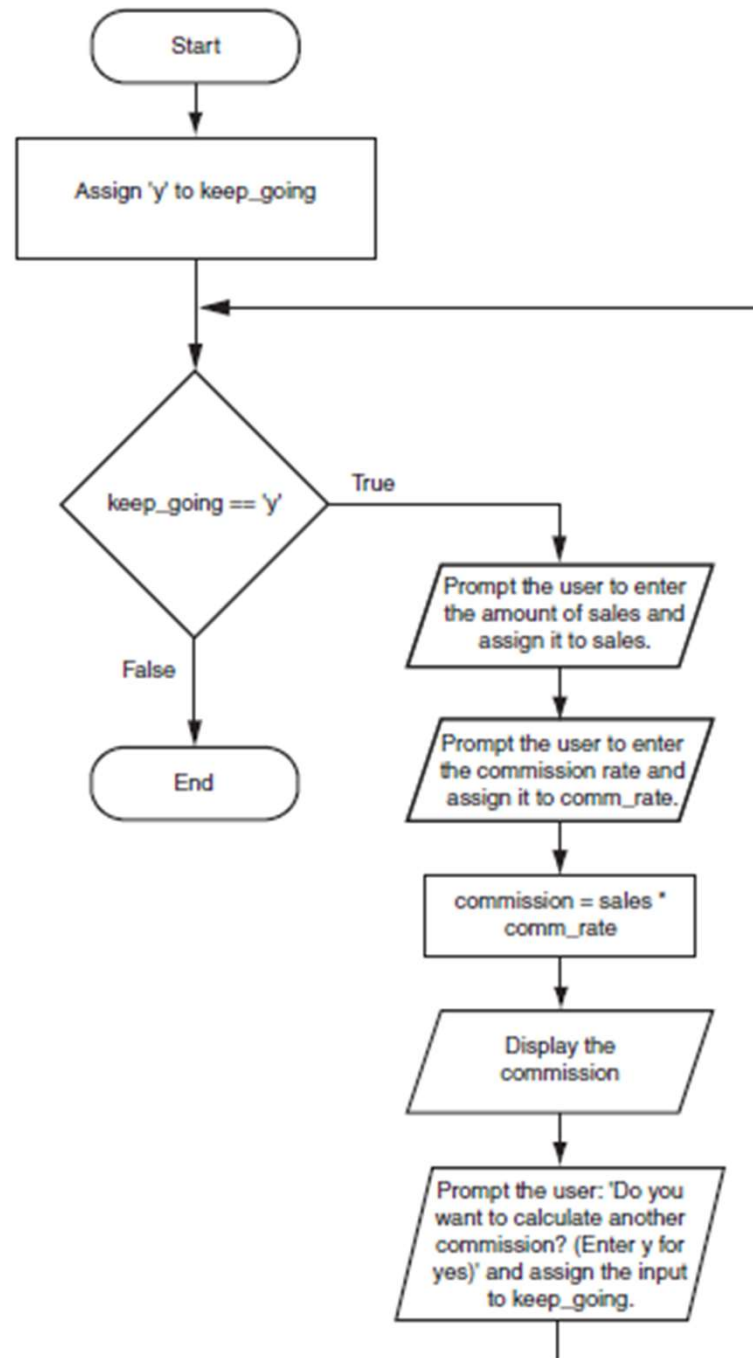 Start
Assign 'y' to keep_going
keep_going == 'y'
True
False
End
Prompt the user to enter
the amount of sales and
assign it to sales.
Prompt the user to enter
the commission rate and
assign it to comm_rate.
commission = sales *
comm_rate
Display the
commission
Prompt the user: 'Do you
want to calculate another
commission? (Enter y for
yes)' and assign the input
to keep_going.